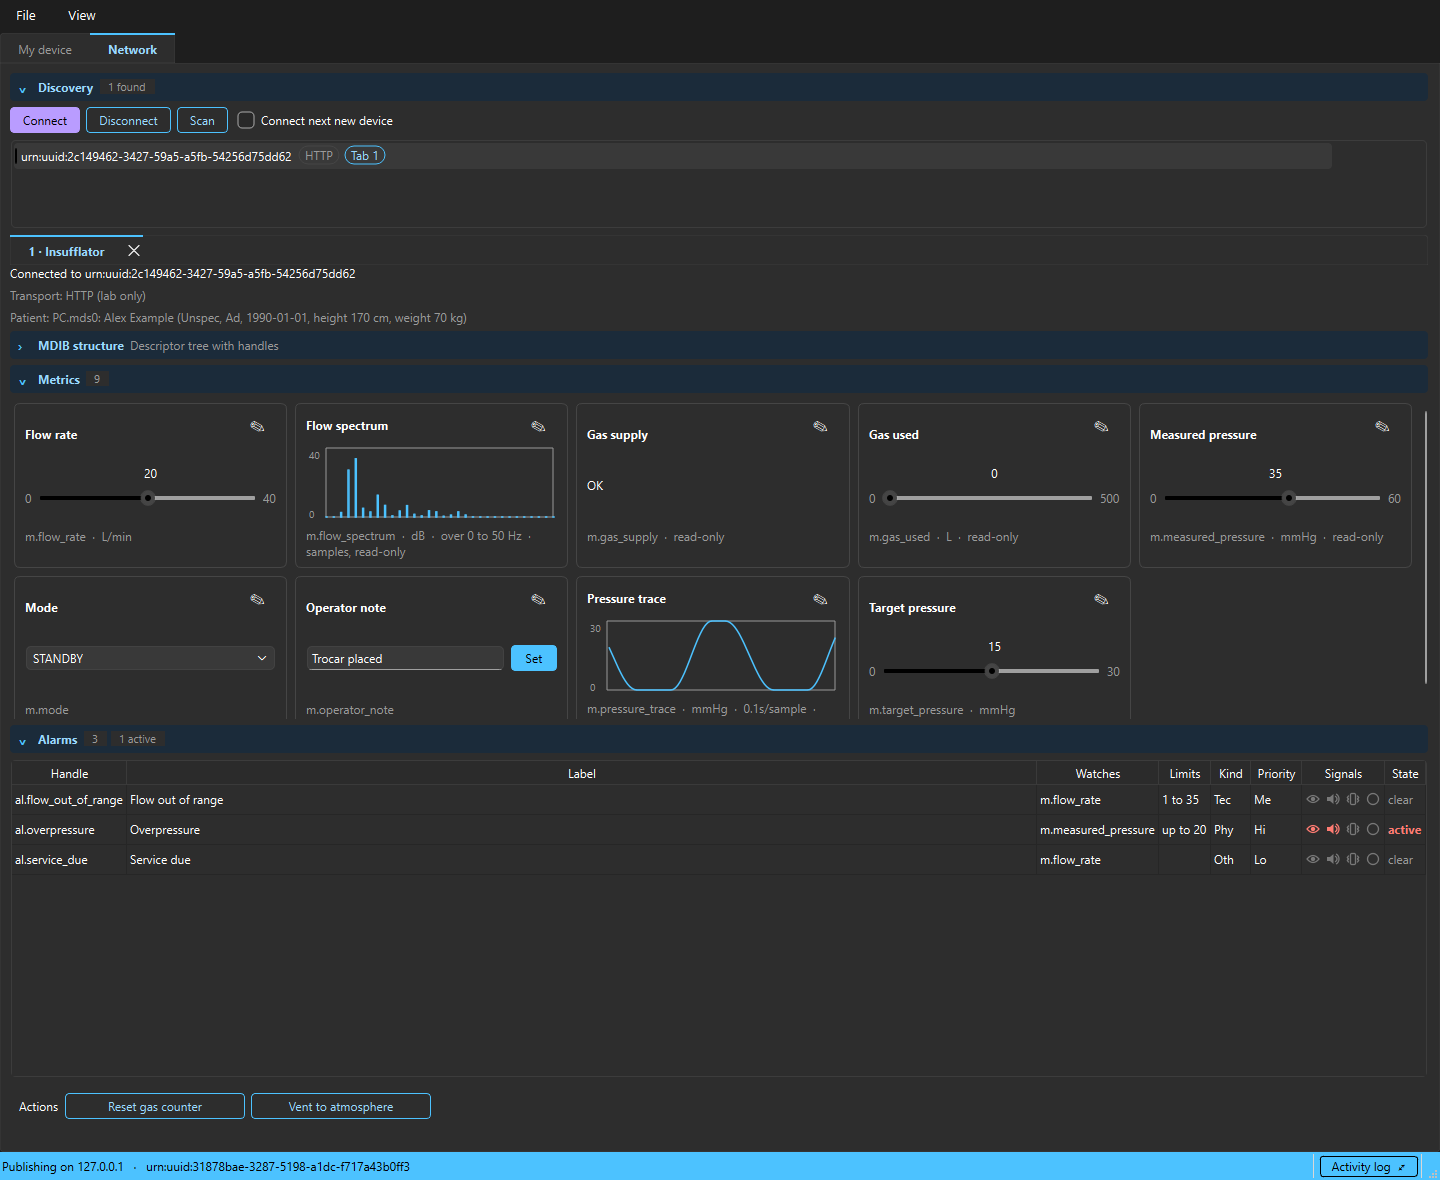 File View
My device Network
Discovery 1 found
Connect Disconnect Scan Connect next new device
urn:uuid:2c149462-3427-59a5-a5fb-54256d75dd62 HTTP Tab 1
1 · Insufflator
Connected to urn:uuid:2c149462-3427-59a5-a5fb-54256d75dd62
Transport: HTTP (lab only)
Patient: PC.mds0: Alex Example (Unspec, Ad, 1990-01-01, height 170 cm, weight 70 kg)
MDIB structure Descriptor tree with handles
Metrics 9
Flow rate
20
0 40
m.flow_rate · L/min
Flow spectrum
40
0
m.flow_spectrum · dB · over 0 to 50 Hz ·
samples, read-only
Gas supply
OK
m.gas_supply · read-only
Gas used
0
0 500
m.gas_used · L · read-only
Measured pressure
35
0 60
m.measured_pressure · mmHg · read-only
Mode
STANDBY
m.mode
Operator note
Trocar placed Set
m.operator_note
Pressure trace
30
0
m.pressure_trace · mmHg · 0.1s/sample ·
Target pressure
15
0 30
m.target_pressure · mmHg
Alarms 3 1 active
Handle Label Watches Limits Kind Priority Signals State
al.flow_out_of_range Flow out of range m.flow_rate 1 to 35 Tec Me clear
al.overpressure Overpressure m.measured_pressure up to 20 Phy Hi active
al.service_due Service due m.flow_rate Oth Lo clear
Actions Reset gas counter Vent to atmosphere
Publishing on 127.0.0.1 · urn:uuid:31878bae-3287-5198-a1dc-f717a43b0ff3 Activity log